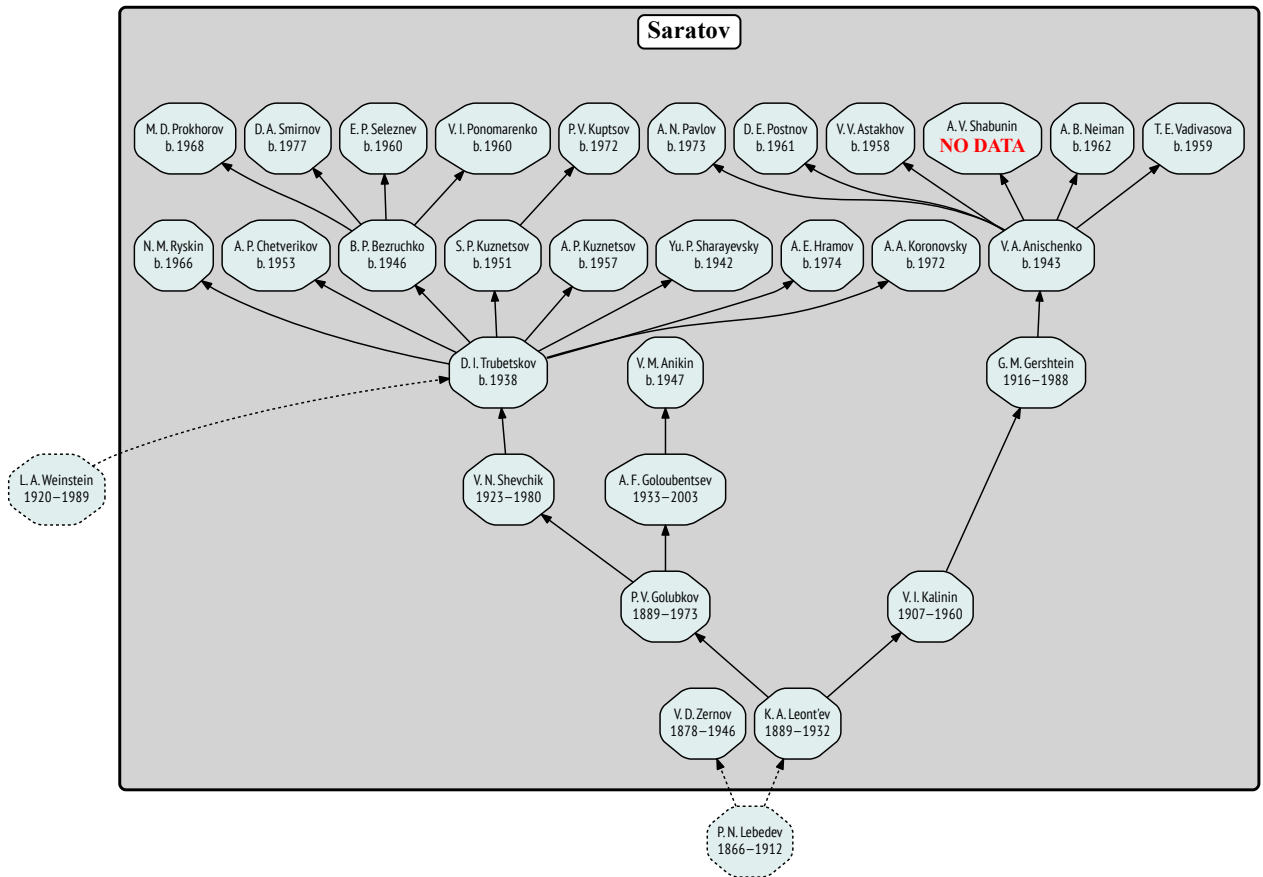 Saratov
M. D. Prokhorov
b. 1968
D. A. Smirnov
b. 1977
E. P. Seleznev
b. 1960
V. I. Ponomarenko
b. 1960
P. V. Kuptsov
b. 1972
A. N. Pavlov
b. 1973
D. E. Postnov
b. 1961
V. V. Astakhov
b. 1958
A. V. Shabunin
NO DATA
A. B. Neiman
b. 1962
T. E. Vadivasova
b. 1959
N. M. Ryskin
b. 1966
A. P. Chetverikov
b. 1953
B. P. Bezruchko
b. 1946
S. P. Kuznetsov
b. 1951
A. P. Kuznetsov
b. 1957
Yu. P. Sharayevsky
b. 1942
A. E. Hramov
b. 1974
A. A. Koronovsky
b. 1972
V. A. Anischenko
b. 1943
D. I. Trubetskov
b. 1938
V. M. Anikin
b. 1947
G. M. Gershtein
1916–1988
L. A. Weinstein
1920–1989
V. N. Shevchik
1923–1980
A. F. Goloubentsev
1933–2003
P. V. Golubkov
1889–1973
V. I. Kalinin
1907–1960
V. D. Zernov
1878–1946
K. A. Leont'ev
1889–1932
P. N. Lebedev
1866–1912